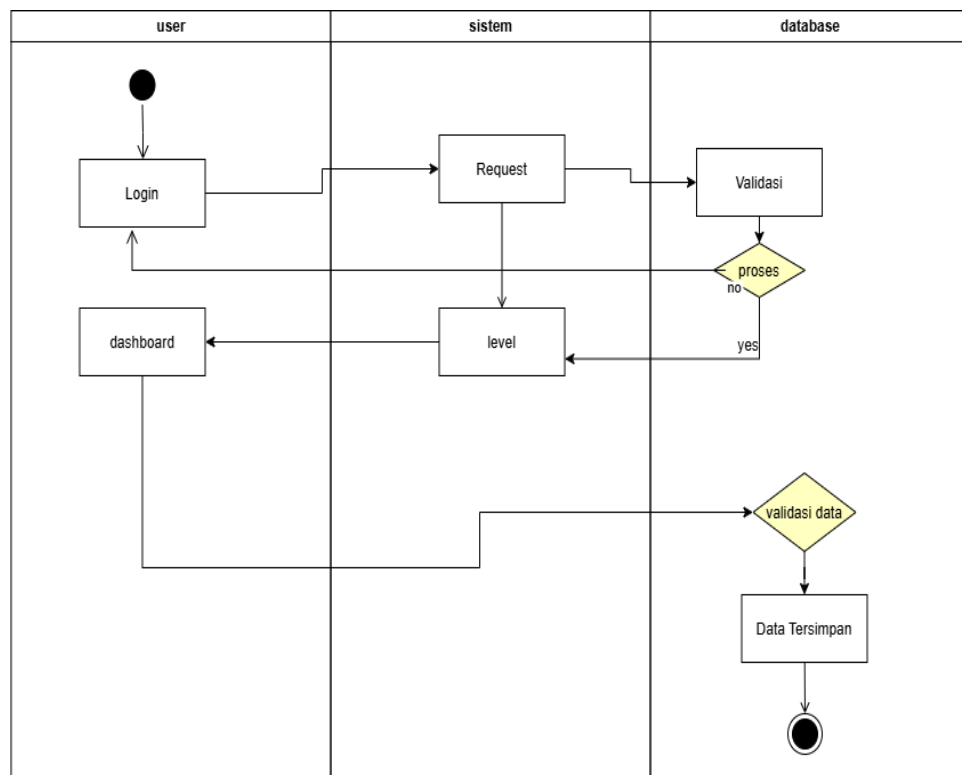 user
sistem
database
Login
Request
Validasi
proses
no
dashboard
level
yes
validasi data
Data Tersimpan